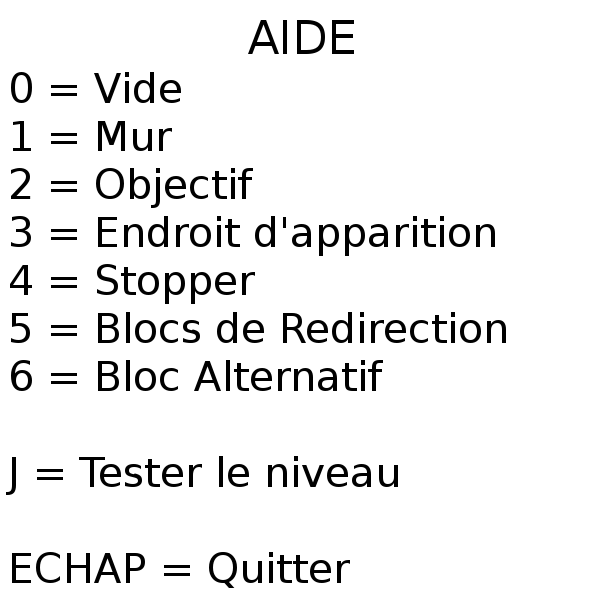 AIDE
0 = Vide
1 = Mur
2 = Objectif
3 = Endroit d'apparition
4 = Stopper
5 = Blocs de Redirection
6 = Bloc Alternatif
J = Tester le niveau
ECHAP = Quitter